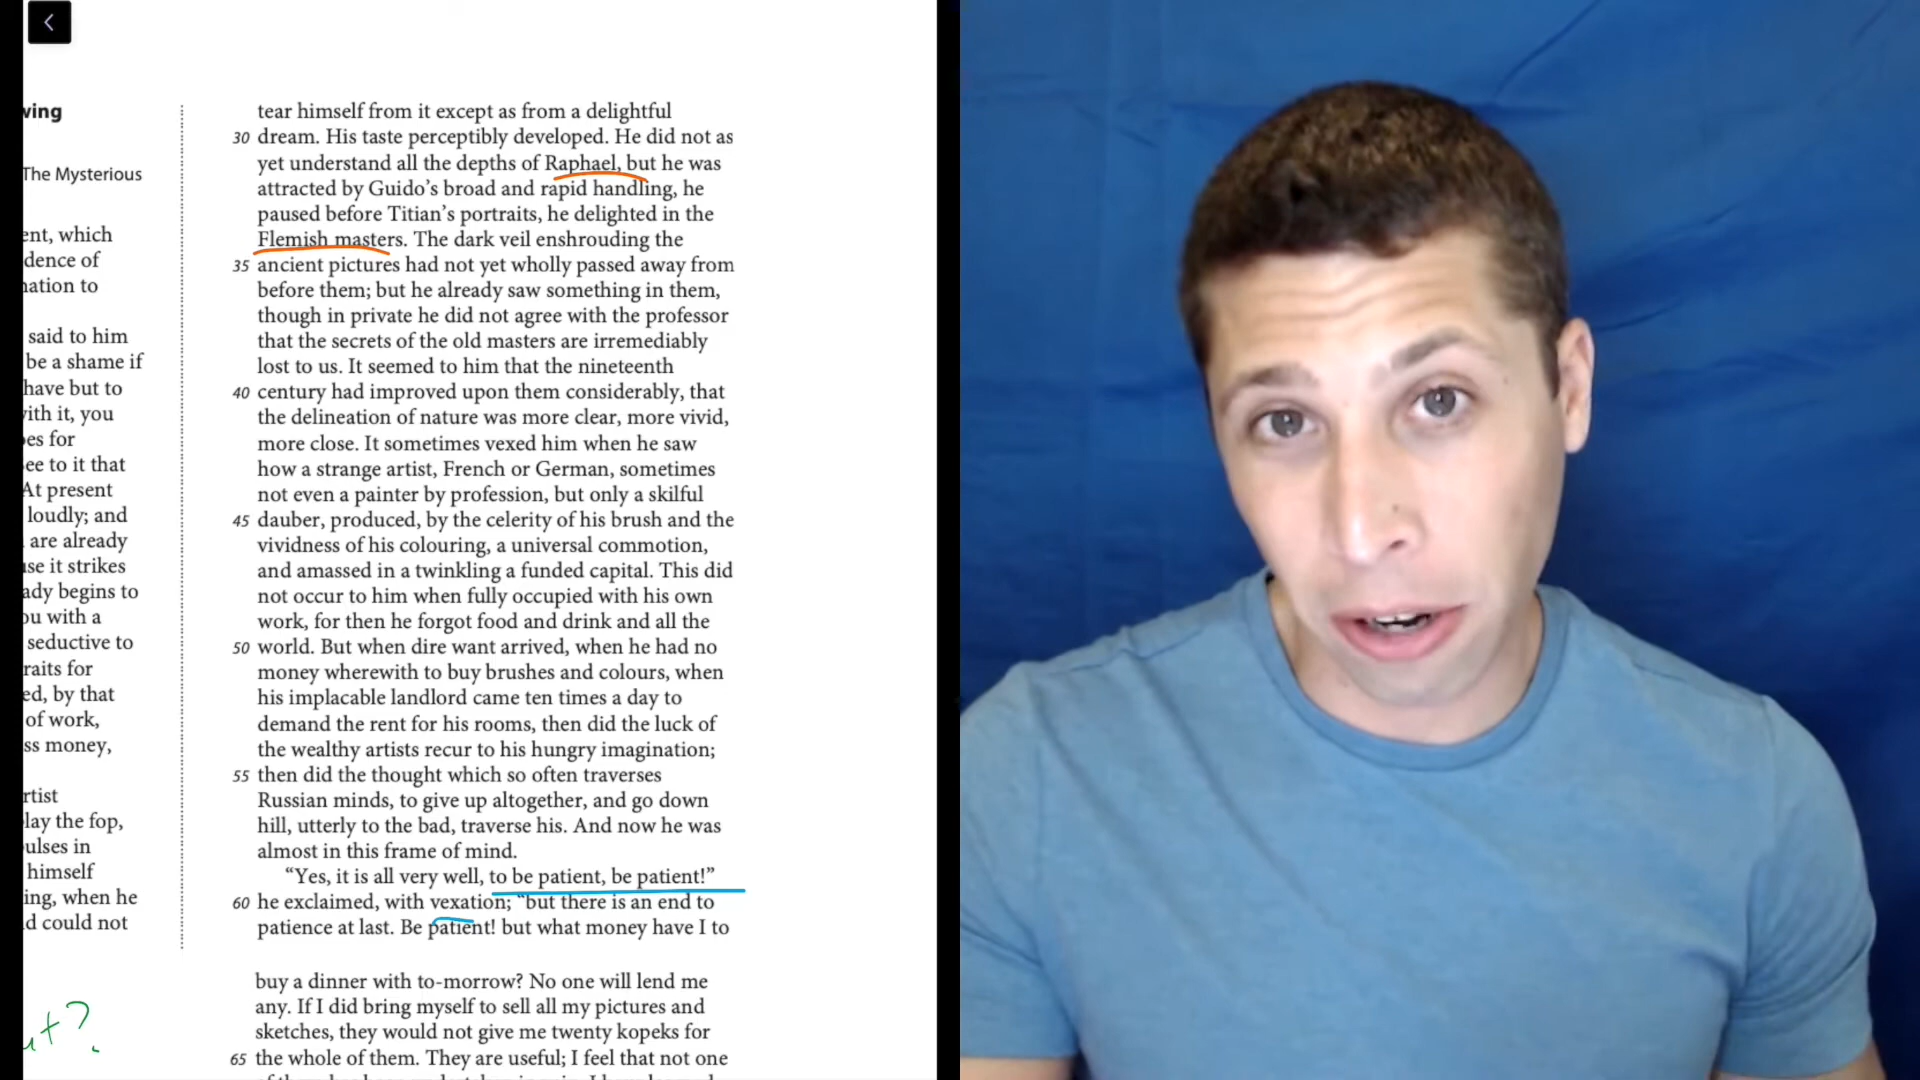 ving
The Mysterious
ent, which
dence of
nation to
said to him
be a shame if
have but to
with it, you
es for
ee to it that
At present
loudly; and
are already
use it strikes
ady begins to
ou with a
seductive to
raits for
ed, by that
of work,
ss money,
rtist
lay the fop,
ulses in
himself
ing, when he
d could not
ut?
tear himself from it except as from a delightful
30 dream. His taste perceptibly developed. He did not as
yet understand all the depths of Raphael, but he was
attracted by Guido's broad and rapid handling, he
paused before Titian's portraits, he delighted in the
Flemish masters. The dark veil enshrouding the
35 ancient pictures had not yet wholly passed away from
before them; but he already saw something in them,
though in private he did not agree with the professor
that the secrets of the old masters are irremediably
lost to us. It seemed to him that the nineteenth
40 century had improved upon them considerably, that
the delineation of nature was more clear, more vivid,
more close. It sometimes vexed him when he saw
how a strange artist, French or German, sometimes
not even a painter by profession, but only a skilful
45 dauber, produced, by the celerity of his brush and the
vividness of his colouring, a universal commotion,
and amassed in a twinkling a funded capital. This did
not occur to him when fully occupied with his own
work, for then he forgot food and drink and all the
50 world. But when dire want arrived, when he had no
money wherewith to buy brushes and colours, when
his implacable landlord came ten times a day to
demand the rent for his rooms, then did the luck of
the wealthy artists recur to his hungry imagination;
55 then did the thought which so often traverses
Russian minds, to give up altogether, and go down
hill, utterly to the bad, traverse his. And now he was
almost in this frame of mind.
“Yes, it is all very well, to be patient, be patient!”
60 he exclaimed, with vexation; “but there is an end to
patience at last. Be patient! but what money have I to
buy a dinner with to-morrow? No one will lend me
any. If I did bring myself to sell all my pictures and
sketches, they would not give me twenty kopeks for
65 the whole of them. They are useful; I feel that not one